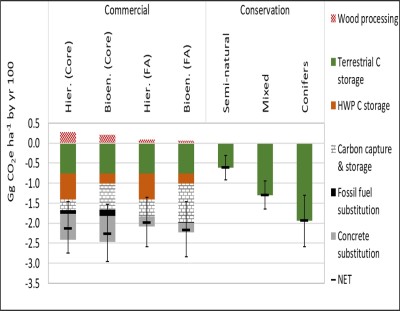 Commercial
Conservation
Hier. (Core)
Bioen. (Core)
Hier. (FA)
Bioen. (FA)
Semi-natural
Mixed
Conifers
Gg CO₂e ha⁻¹ by yr 100
0.5
0.0
-0.5
-1.0
-1.5
-2.0
-2.5
-3.0
-3.5
Wood processing
Terrestrial C
storage
HWP C storage
Carbon capture
& storage
Fossil fuel
substitution
Concrete
substitution
NET